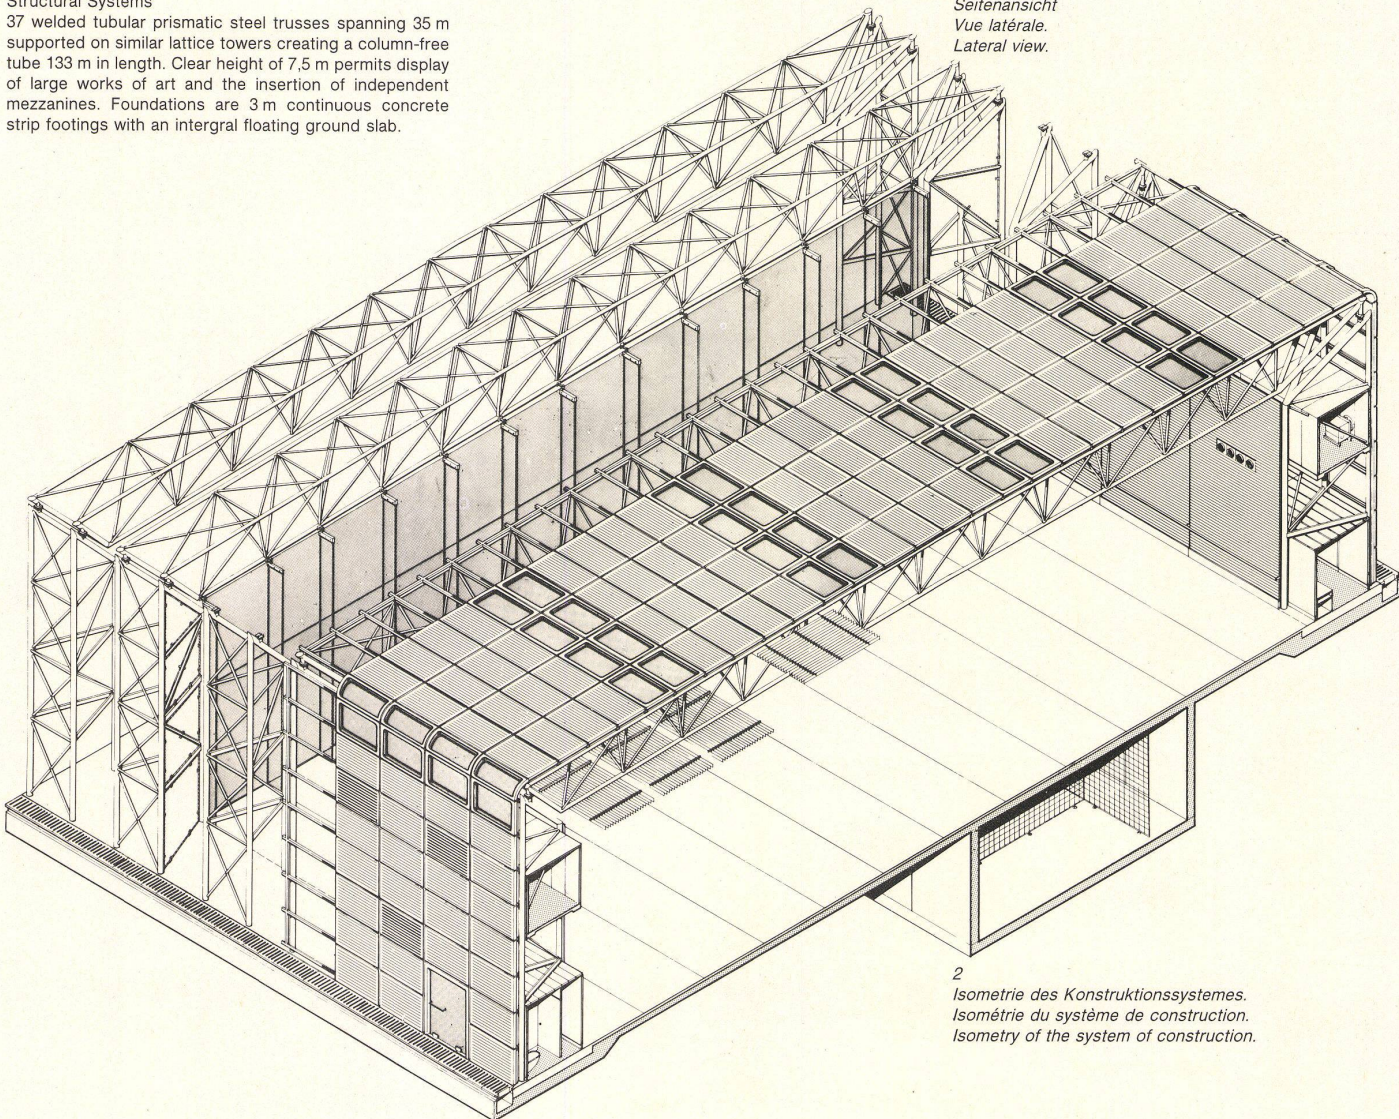 Structural Systems
37 welded tubular prismatic steel trusses spanning 35 m
supported on similar lattice towers creating a column-free
tube 133 m in length. Clear height of 7,5 m permits display
of large works of art and the insertion of independent
mezzanines. Foundations are 3 m continuous concrete
strip footings with an intergral floating ground slab.
Seitenansicht
Vue latérale.
Lateral view.
2
Isometrie des Konstruktionssystemes.
Isométrie du système de construction.
Isometry of the system of construction.